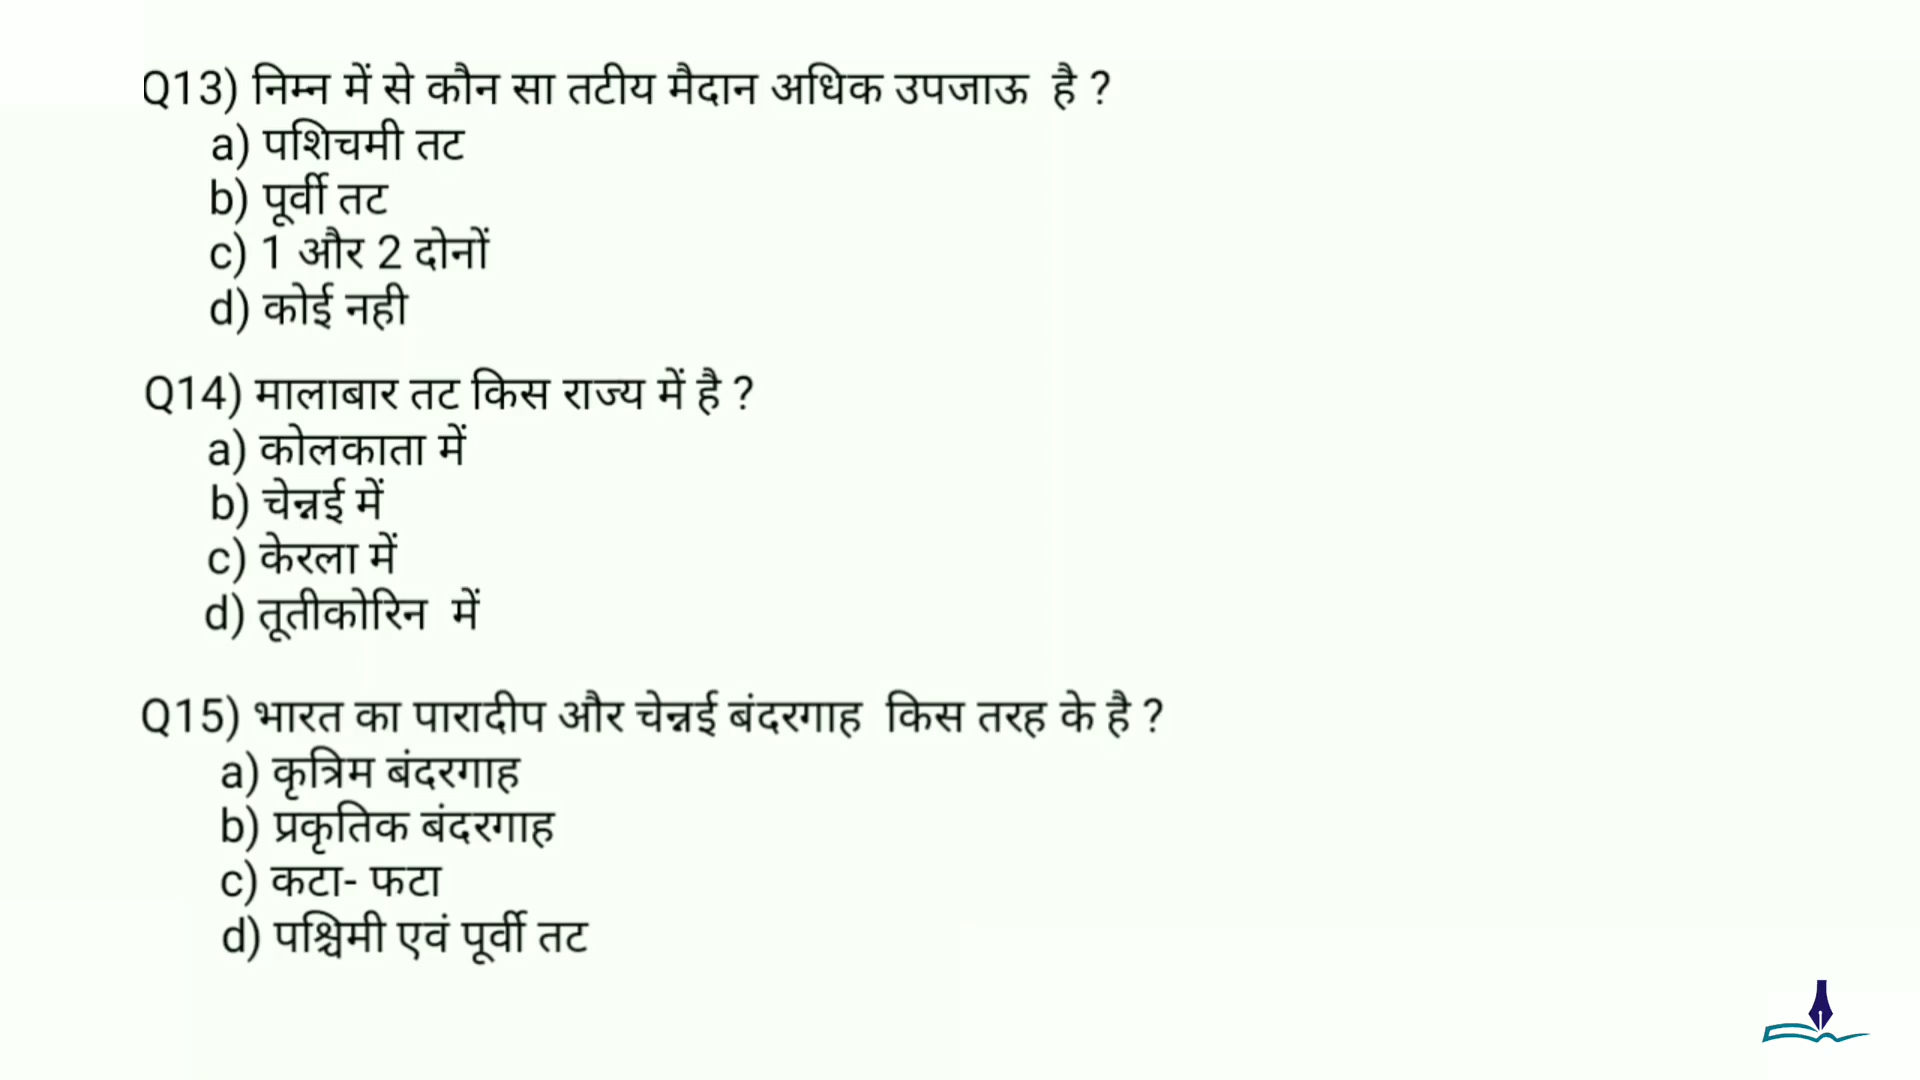 Q13) निम्न में से कौन सा तटीय मैदान अधिक उपजाऊ है ?
a) पशिचमी तट
b) पूर्वी तट
c) 1 और 2 दोनों
d) कोई नही
Q14) मालाबार तट किस राज्य में है ?
a) कोलकाता में
b) चेन्नई में
c) केरला में
d) तूतीकोरिन में
Q15) भारत का पारादीप और चेन्नई बंदरगाह किस तरह के है ?
a) कृत्रिम बंदरगाह
b) प्रकृतिक बंदरगाह
c) कटा- फटा
d) पश्चिमी एवं पूर्वी तट